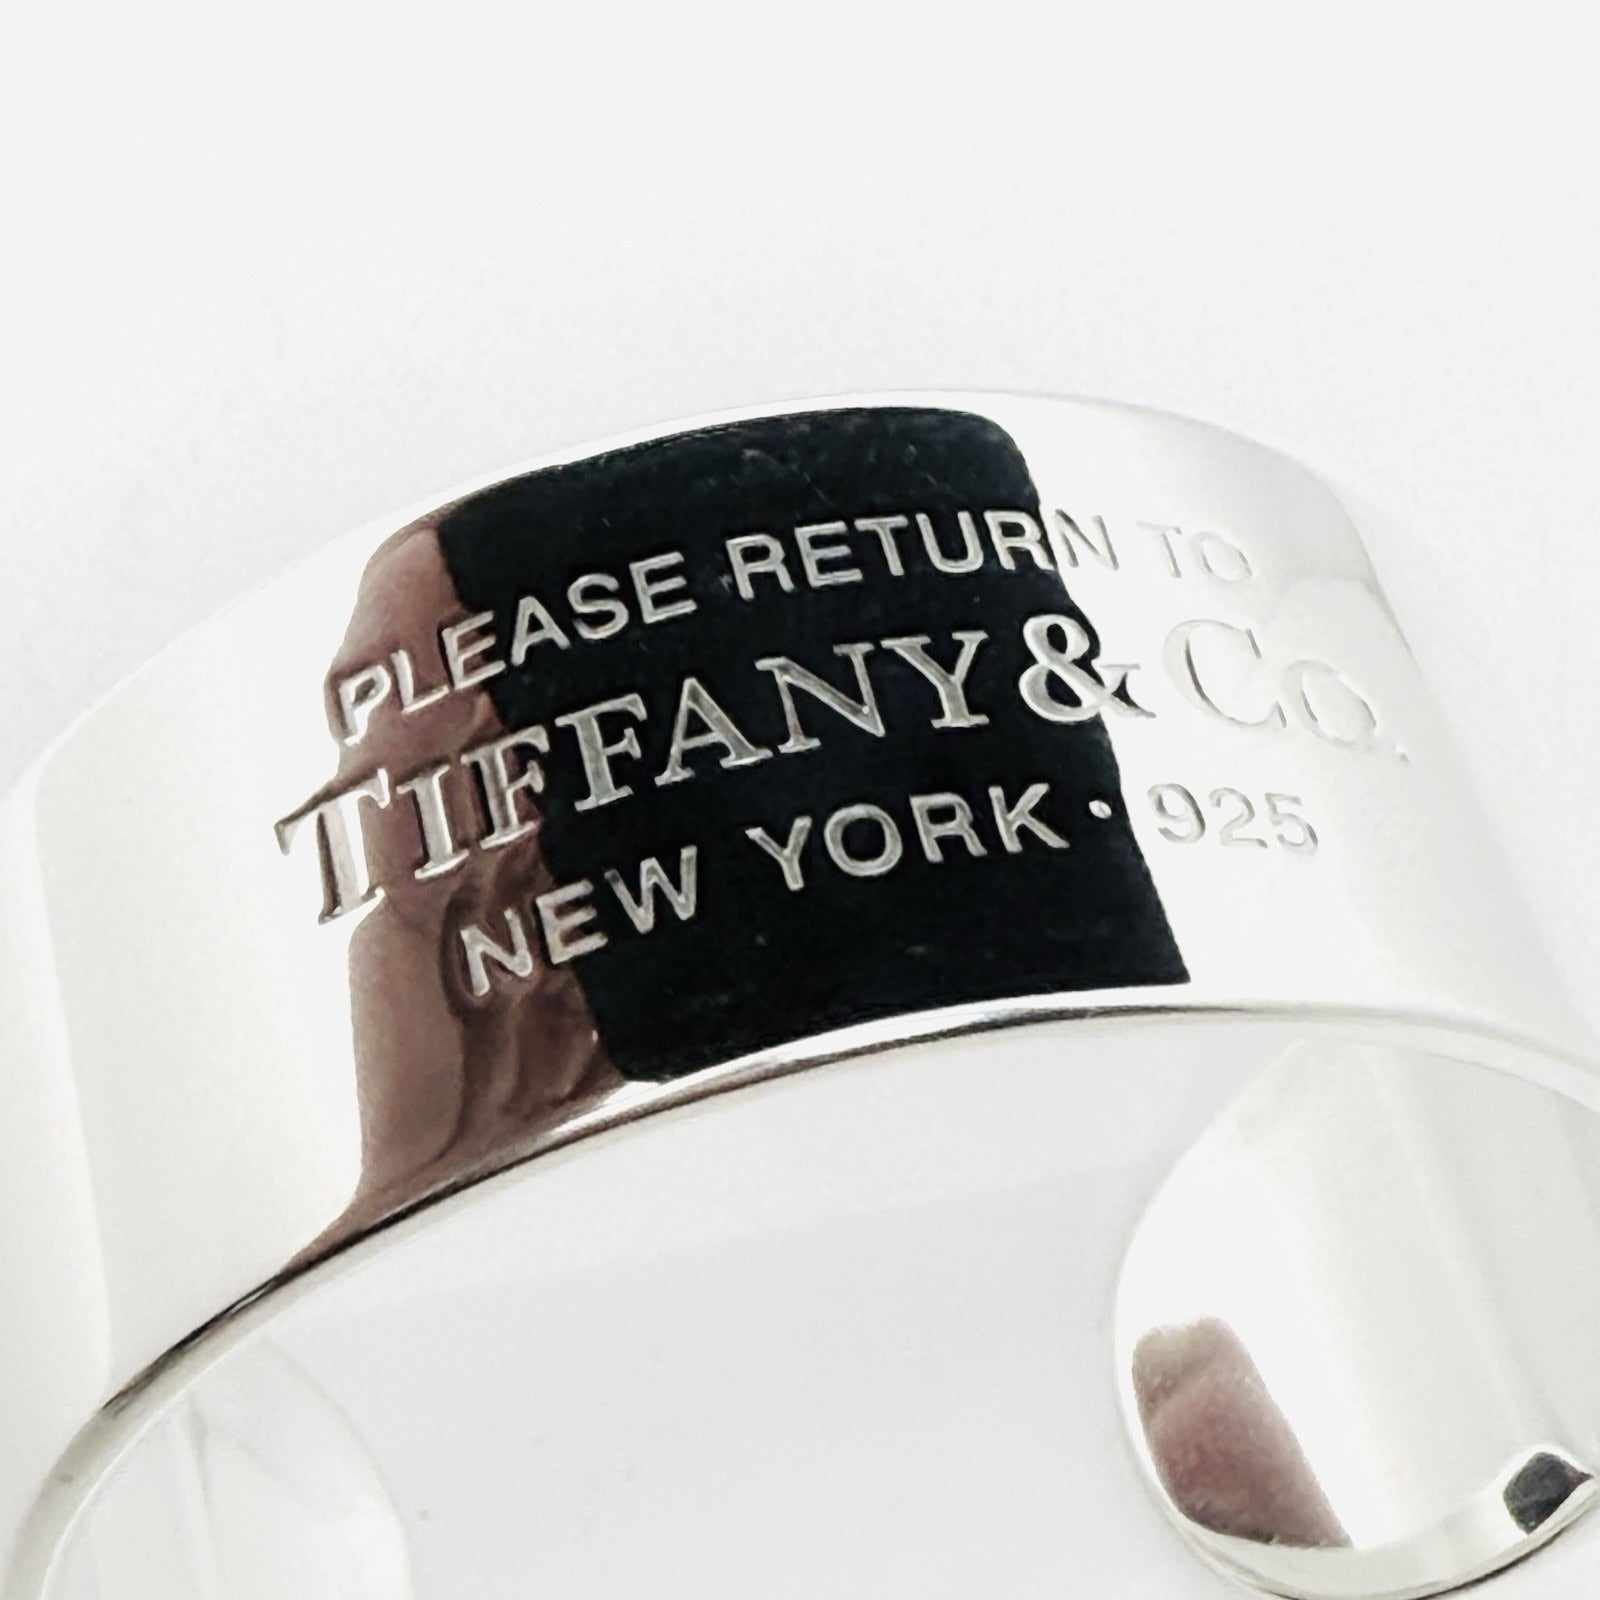 PLEASE RETURN TO
TIFFANY & CO.
NEW YORK · 925